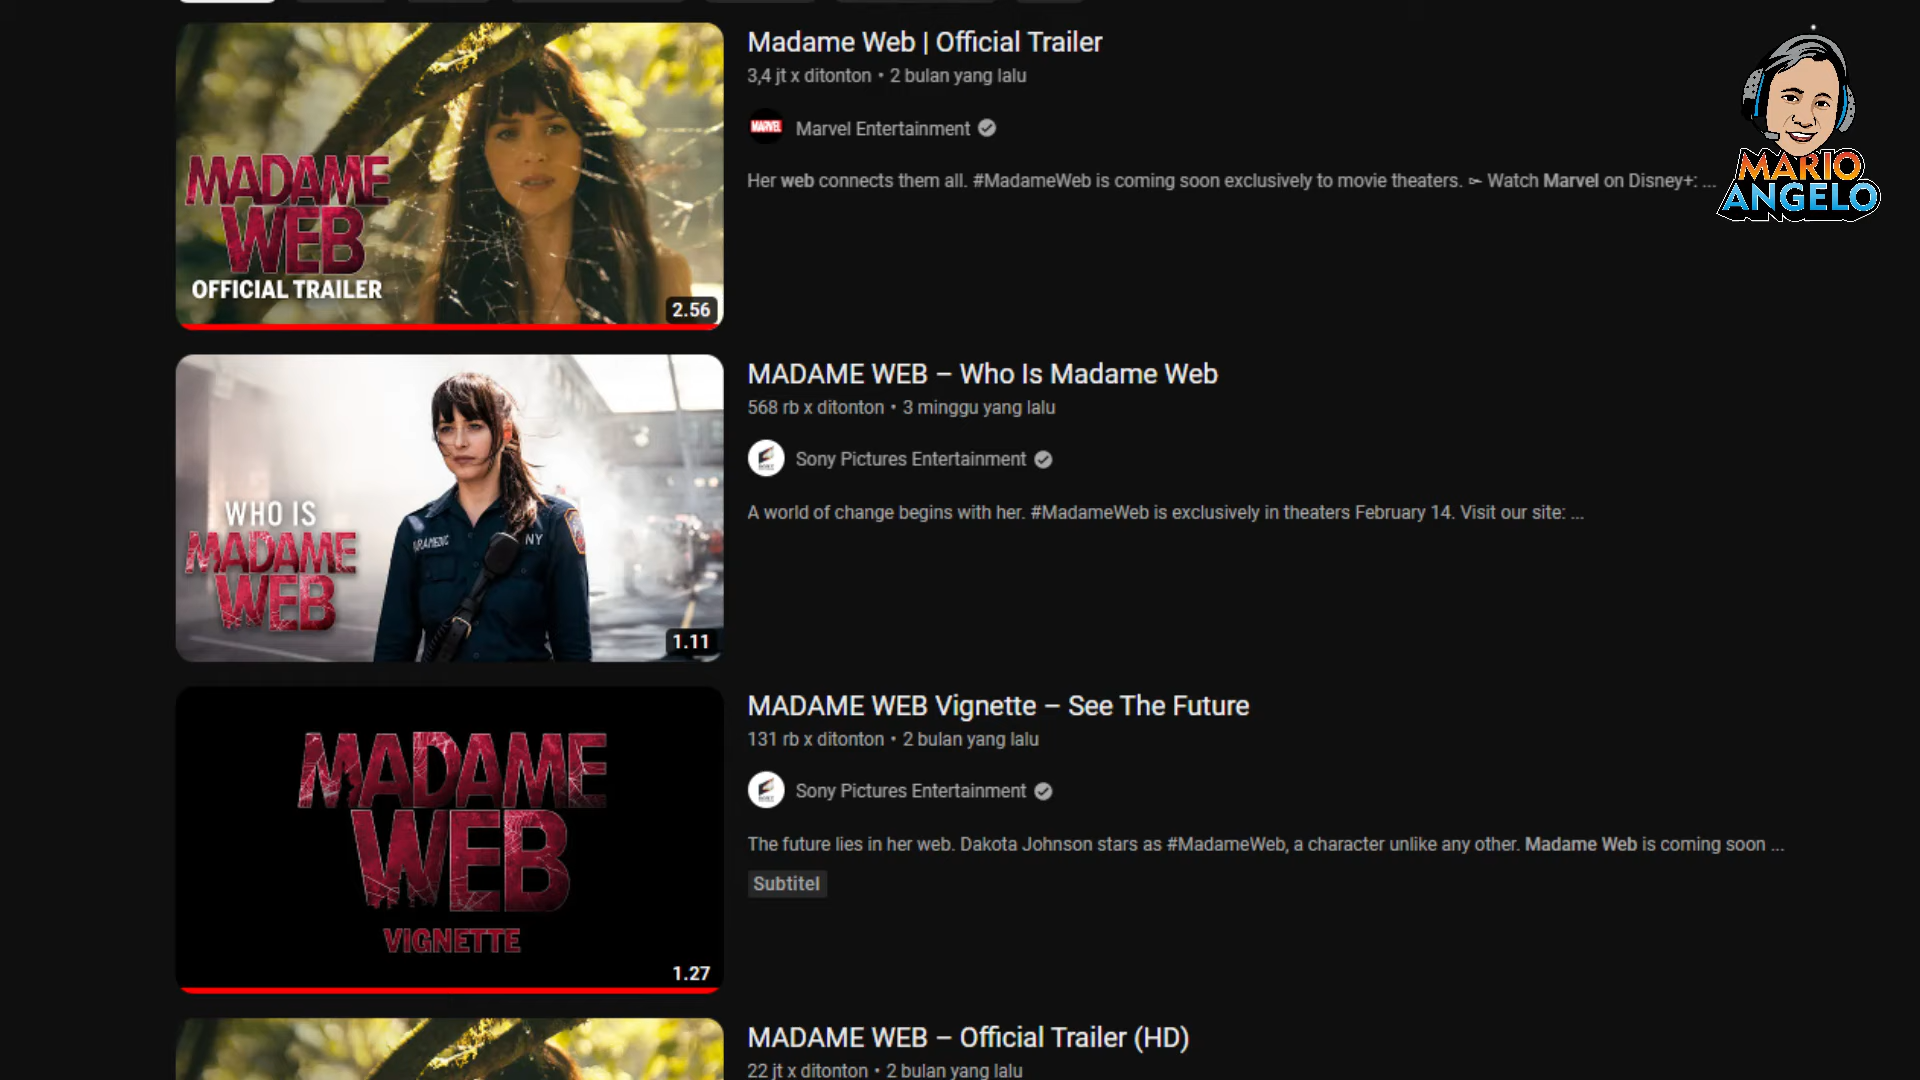 MADAME
WEB
OFFICIAL TRAILER
2.56
Madame Web | Official Trailer
3,4 jt x ditonton • 2 bulan yang lalu
MARVEL
Marvel Entertainment
Her web connects them all. #MadameWeb is coming soon exclusively to movie theaters. ► Watch Marvel on Disney+: ...
MARIO
ANGELO
WHO IS
MADAME
WEB
NY
1.11
MADAME WEB – Who Is Madame Web
568 rb x ditonton • 3 minggu yang lalu
Sony Pictures Entertainment
A world of change begins with her. #MadameWeb is exclusively in theaters February 14. Visit our site: ...
MADAME
WEB
VIGNETTE
1.27
MADAME WEB Vignette – See The Future
131 rb x ditonton • 2 bulan yang lalu
Sony Pictures Entertainment
The future lies in her web. Dakota Johnson stars as #MadameWeb, a character unlike any other. Madame Web is coming soon ...
Subtitel
MADAME WEB – Official Trailer (HD)
22 jt x ditonton • 2 bulan yang lalu